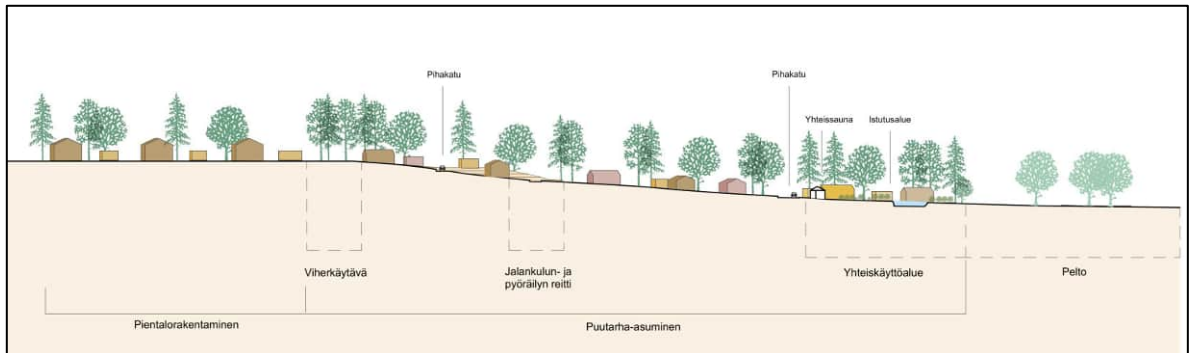 Pihakatu
Pihakatu
Yhteissauna
Istutusalue
Viherkäytävä
Jalankulun- ja
pyöräilyn reitti
Yhteiskäyttöalue
Pelto
Pientalorakentaminen
Puutarha-asuminen